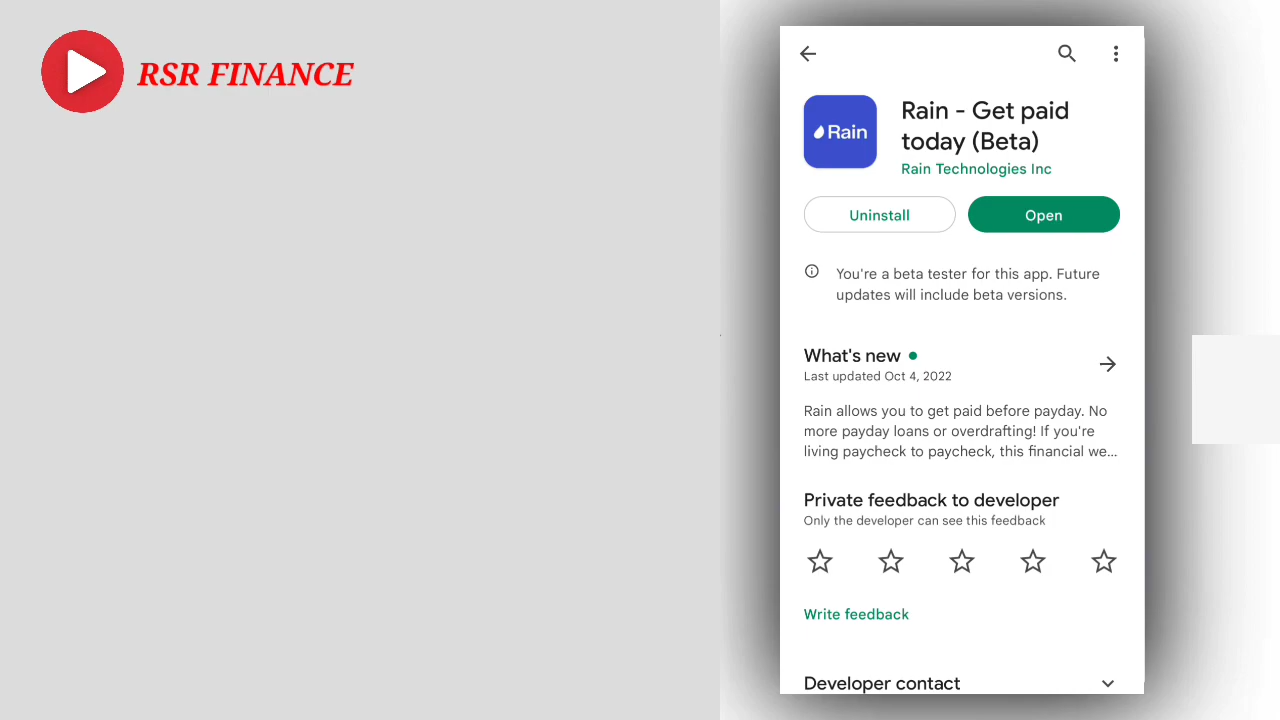 RSR FINANCE
Rain - Get paid
today (Beta)
Rain Technologies Inc
Rain
Uninstall
Open
You're a beta tester for this app. Future
updates will include beta versions.
What's new
Last updated Oct 4, 2022
Rain allows you to get paid before payday. No
more payday loans or overdrafting! If you're
living paycheck to paycheck, this financial we...
Private feedback to developer
Only the developer can see this feedback
Write feedback
Developer contact